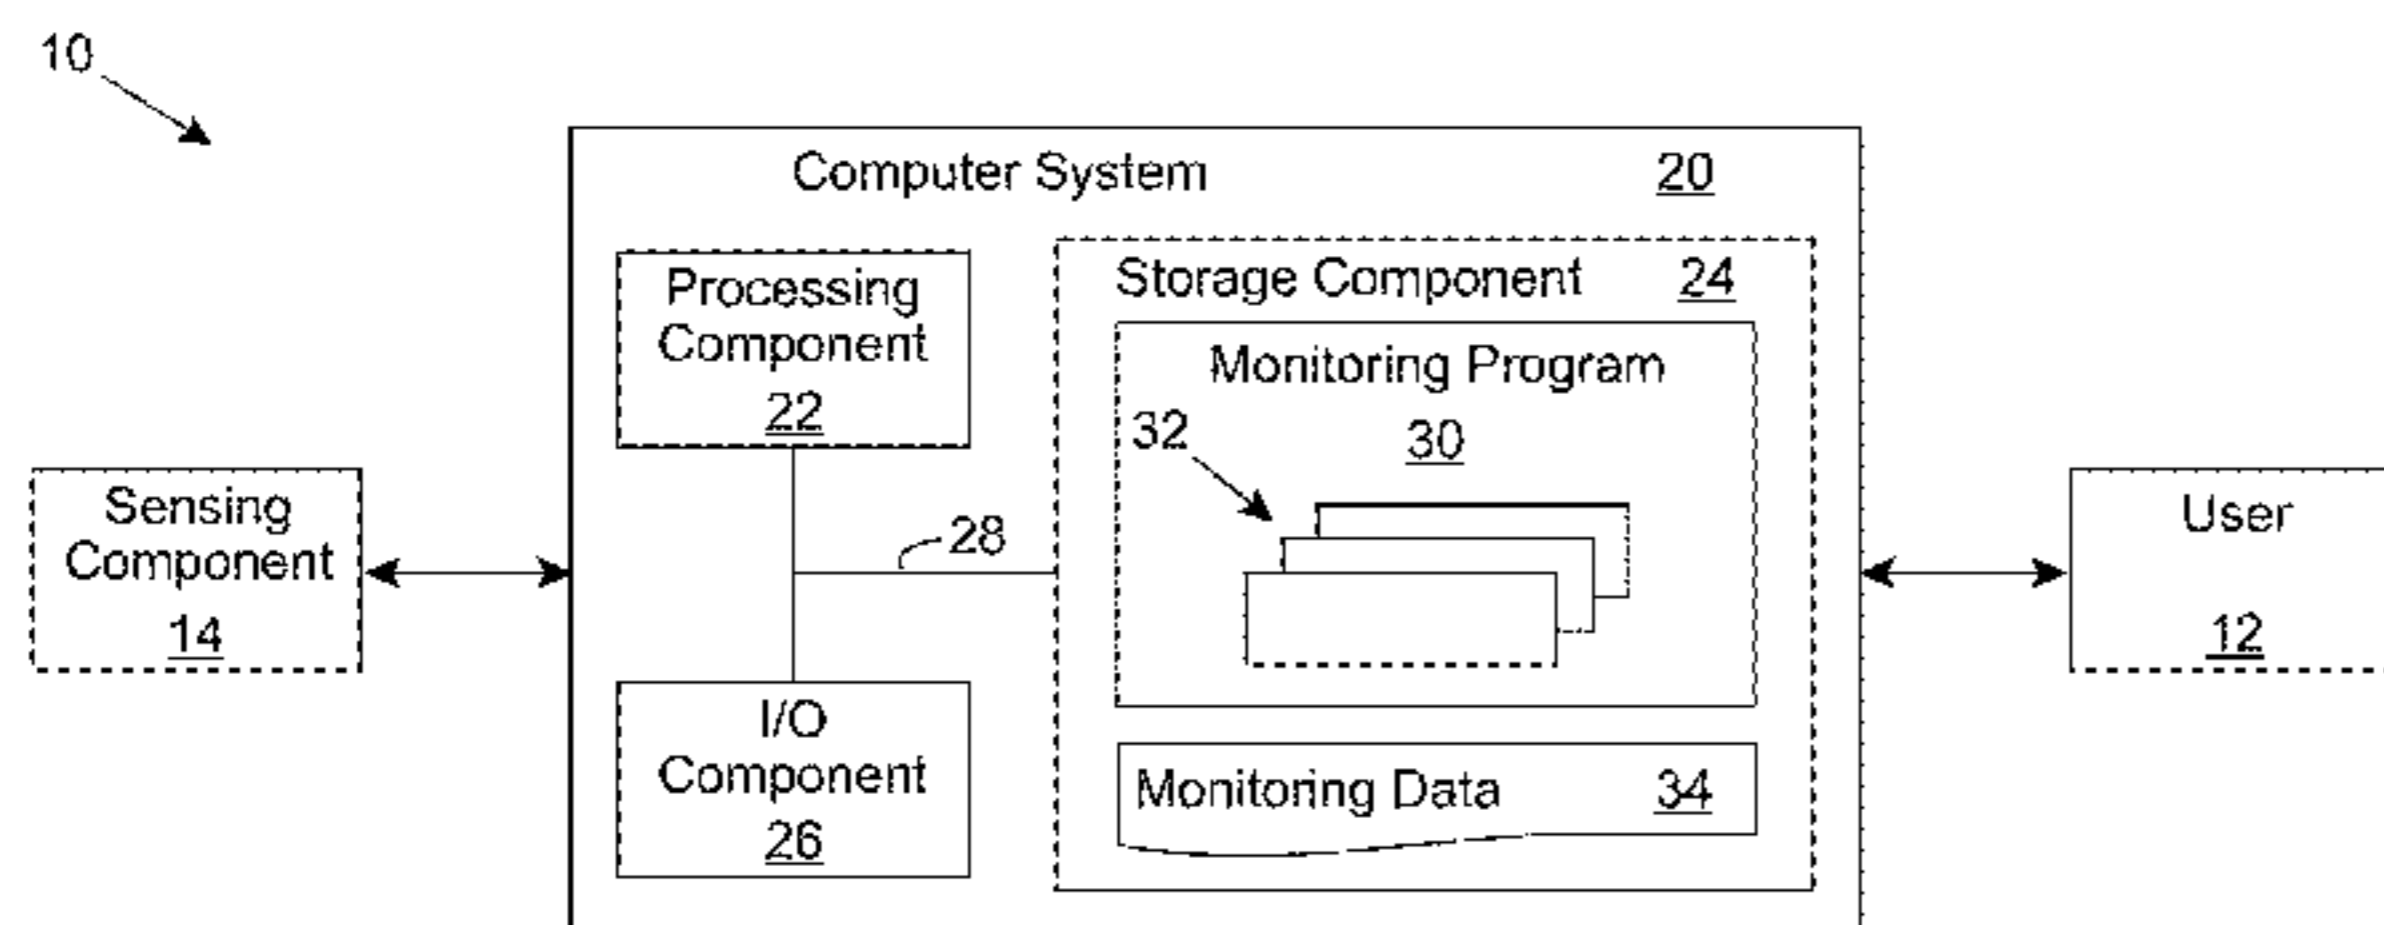 10
Computer System 20
Processing
Component
22
Storage Component 24
Monitoring Program
30
32
Sensing
Component
14
28
User
12
I/O
Component
26
Monitoring Data 34